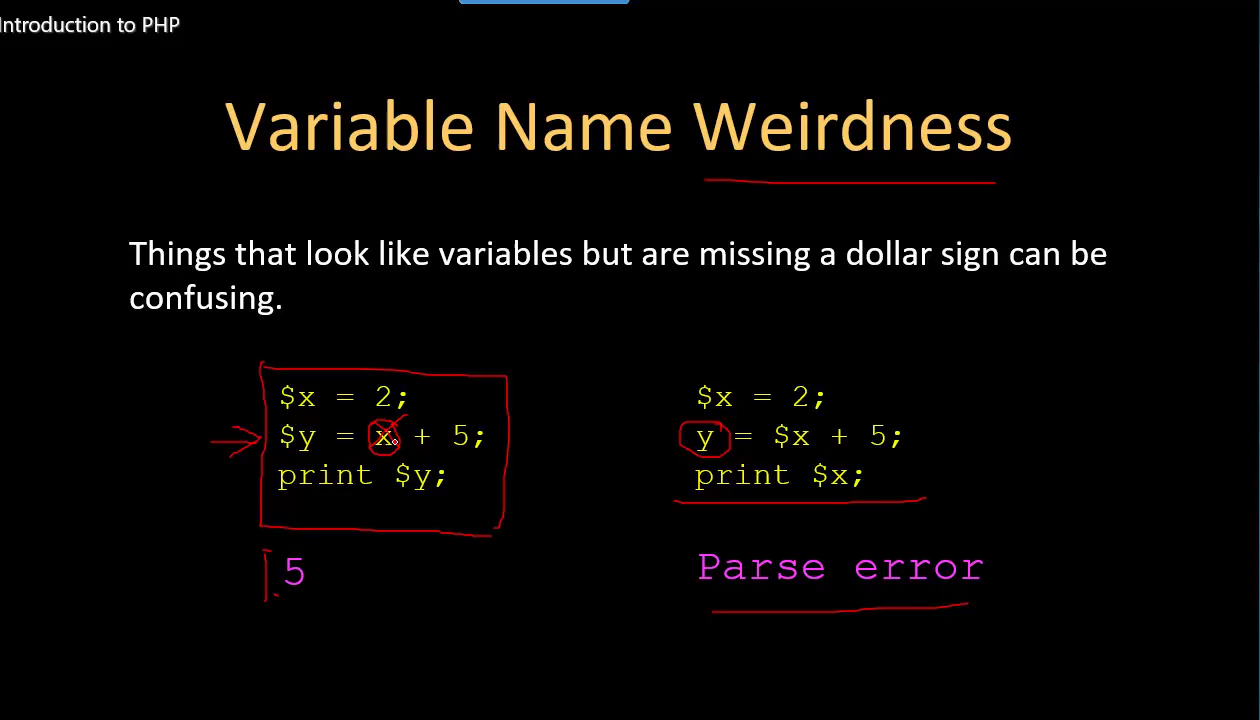 Introduction to PHP
Variable Name Weirdness
Things that look like variables but are missing a dollar sign can be
confusing.
$x = 2;
$y = x + 5;
print $y;
5
$x = 2;
y = $x + 5;
print $x;
Parse error